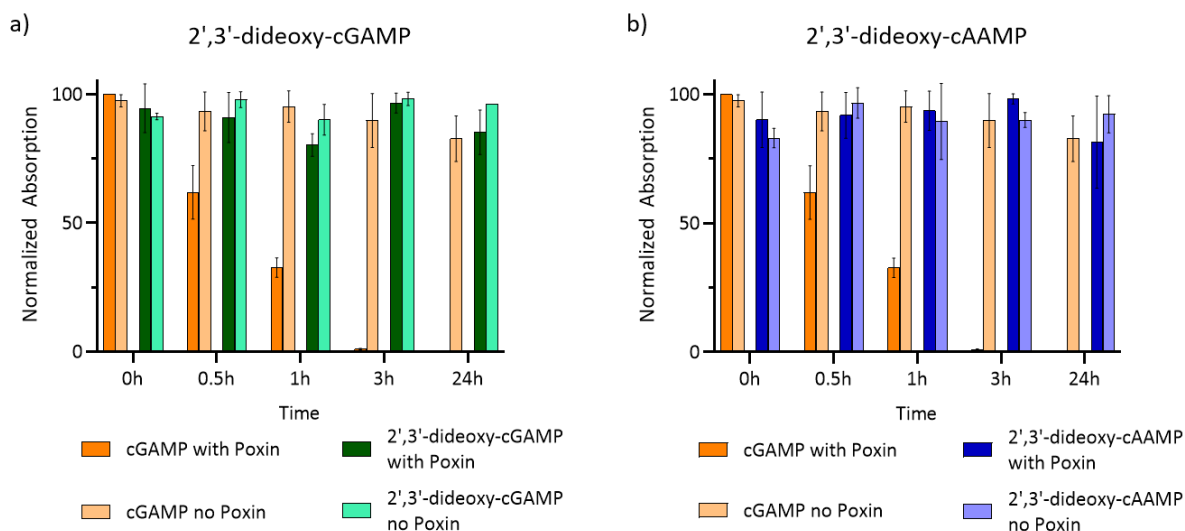 a)
2',3'-dideoxy-cGAMP
Normalized Absorption
100
50
0
0h
0.5h
1h
3h
24h
Time
cGAMP with Poxin
2',3'-dideoxy-cGAMP
with Poxin
cGAMP no Poxin
2',3'-dideoxy-cGAMP
no Poxin
b)
2',3'-dideoxy-cAAMP
Normalized Absorption
100
50
0
0h
0.5h
1h
3h
24h
Time
cGAMP with Poxin
2',3'-dideoxy-cAAMP
with Poxin
cGAMP no Poxin
2',3'-dideoxy-cAAMP
no Poxin